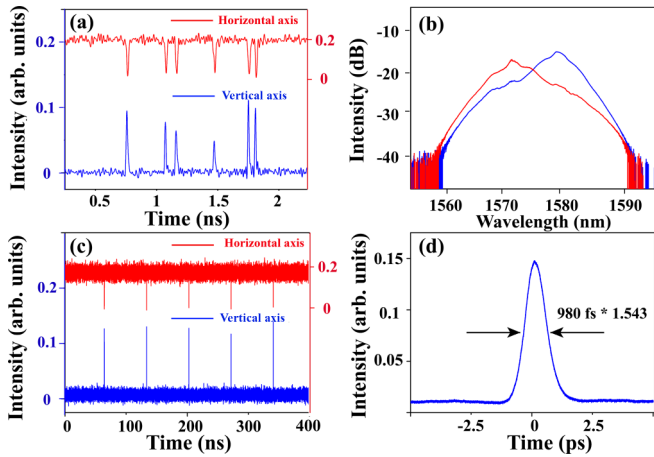 (a)
Horizontal axis
Vertical axis
0.2
0.1
0
0.2
0
0.5
1
1.5
2
Time (ns)
Intensity (arb. units)
(b)
-10
-20
-30
-40
1560
1570
1580
1590
Wavelength (nm)
Intensity (dB)
(c)
Horizontal axis
Vertical axis
0.2
0.1
0
0.2
0
0
100
200
300
400
Time (ns)
Intensity (arb. units)
(d)
980 fs * 1.543
0.15
0.1
0.05
-2.5
0
2.5
Time (ps)
Intensity (arb. units)